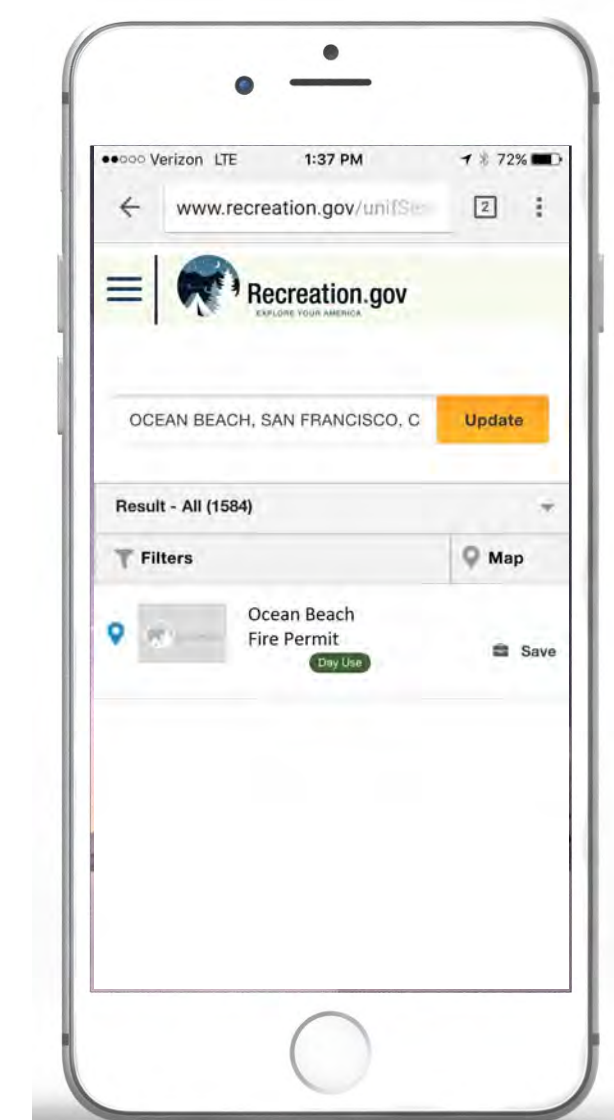 Verizon LTE 1:37 PM 72%
www.recreation.gov/unifSe 2
Recreation.gov
EXPLORE YOUR AMERICA
OCEAN BEACH, SAN FRANCISCO, C Update
Result - All (1584)
Filters Map
Ocean Beach
Fire Permit
Day Use
Save